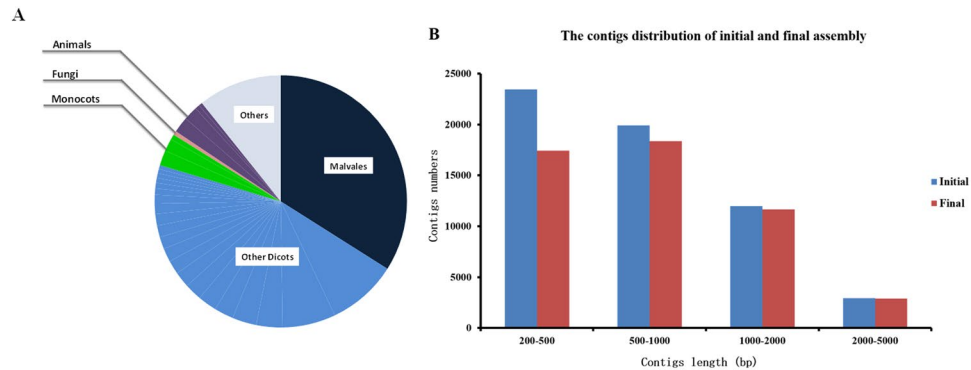 A
Animals
Fungi
Monocots
Others
Malvales
Other Dicots
B
The contigs distribution of initial and final assembly
Contigs numbers
25000
20000
15000
10000
5000
0
200-500
500-1000
1000-2000
2000-5000
Contigs length (bp)
Initial
Final